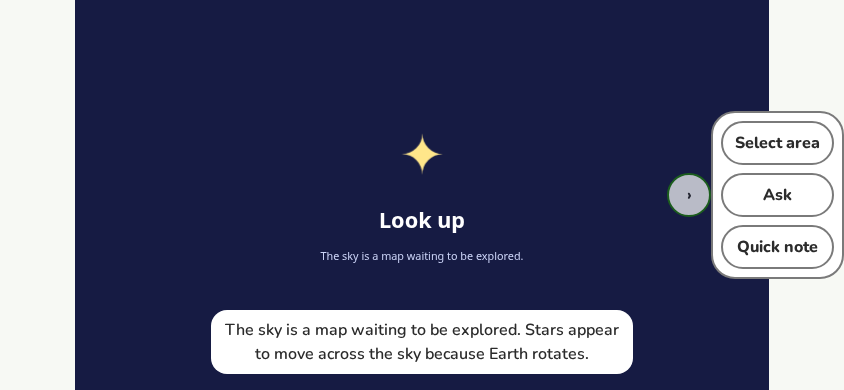 Look up
The sky is a map waiting to be explored.
The sky is a map waiting to be explored. Stars appear
to move across the sky because Earth rotates.
›
Select area
Ask
Quick note